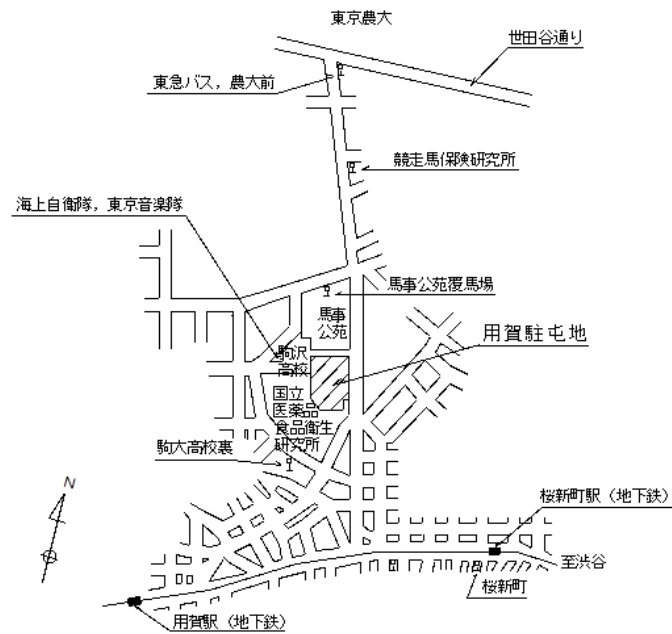 東京農大
世田谷通り
東急バス，農大前
競走馬保険研究所
海上自衛隊，東京音楽隊
馬事公苑覆馬場
馬事
公苑
用賀駐屯地
駒沢
高校
国立
医薬品
食品衛生
研究所
駒大高校裏
N
桜新町駅（地下鉄）
至渋谷
桜新町
用賀駅（地下鉄）